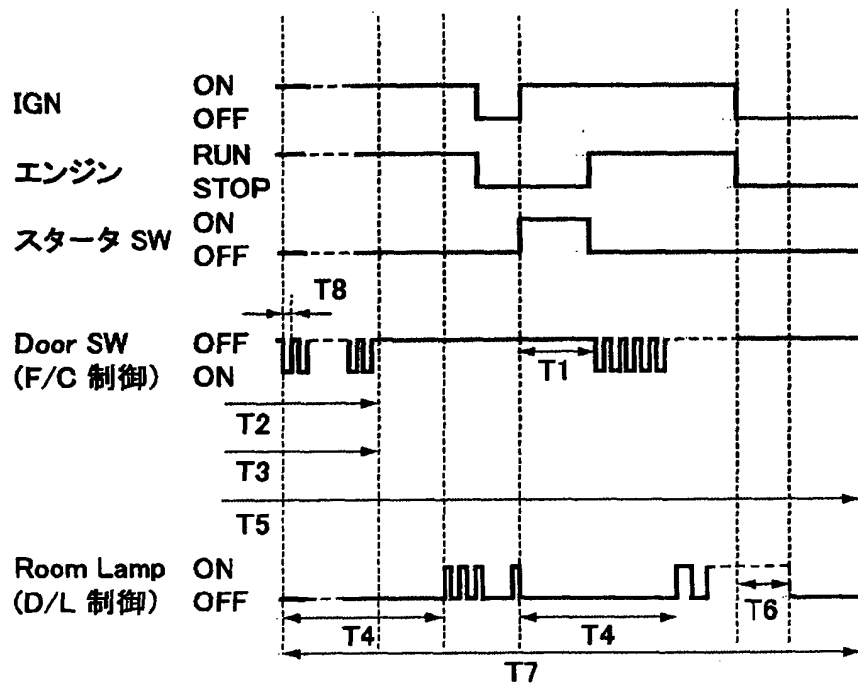 IGN ON
OFF
エンジン RUN
STOP
スタータ SW ON
OFF
T8
Door SW OFF
(F/C 制御) ON
T1
T2
T3
T5
Room Lamp ON
(D/L 制御) OFF
T4 T4 T6
T7